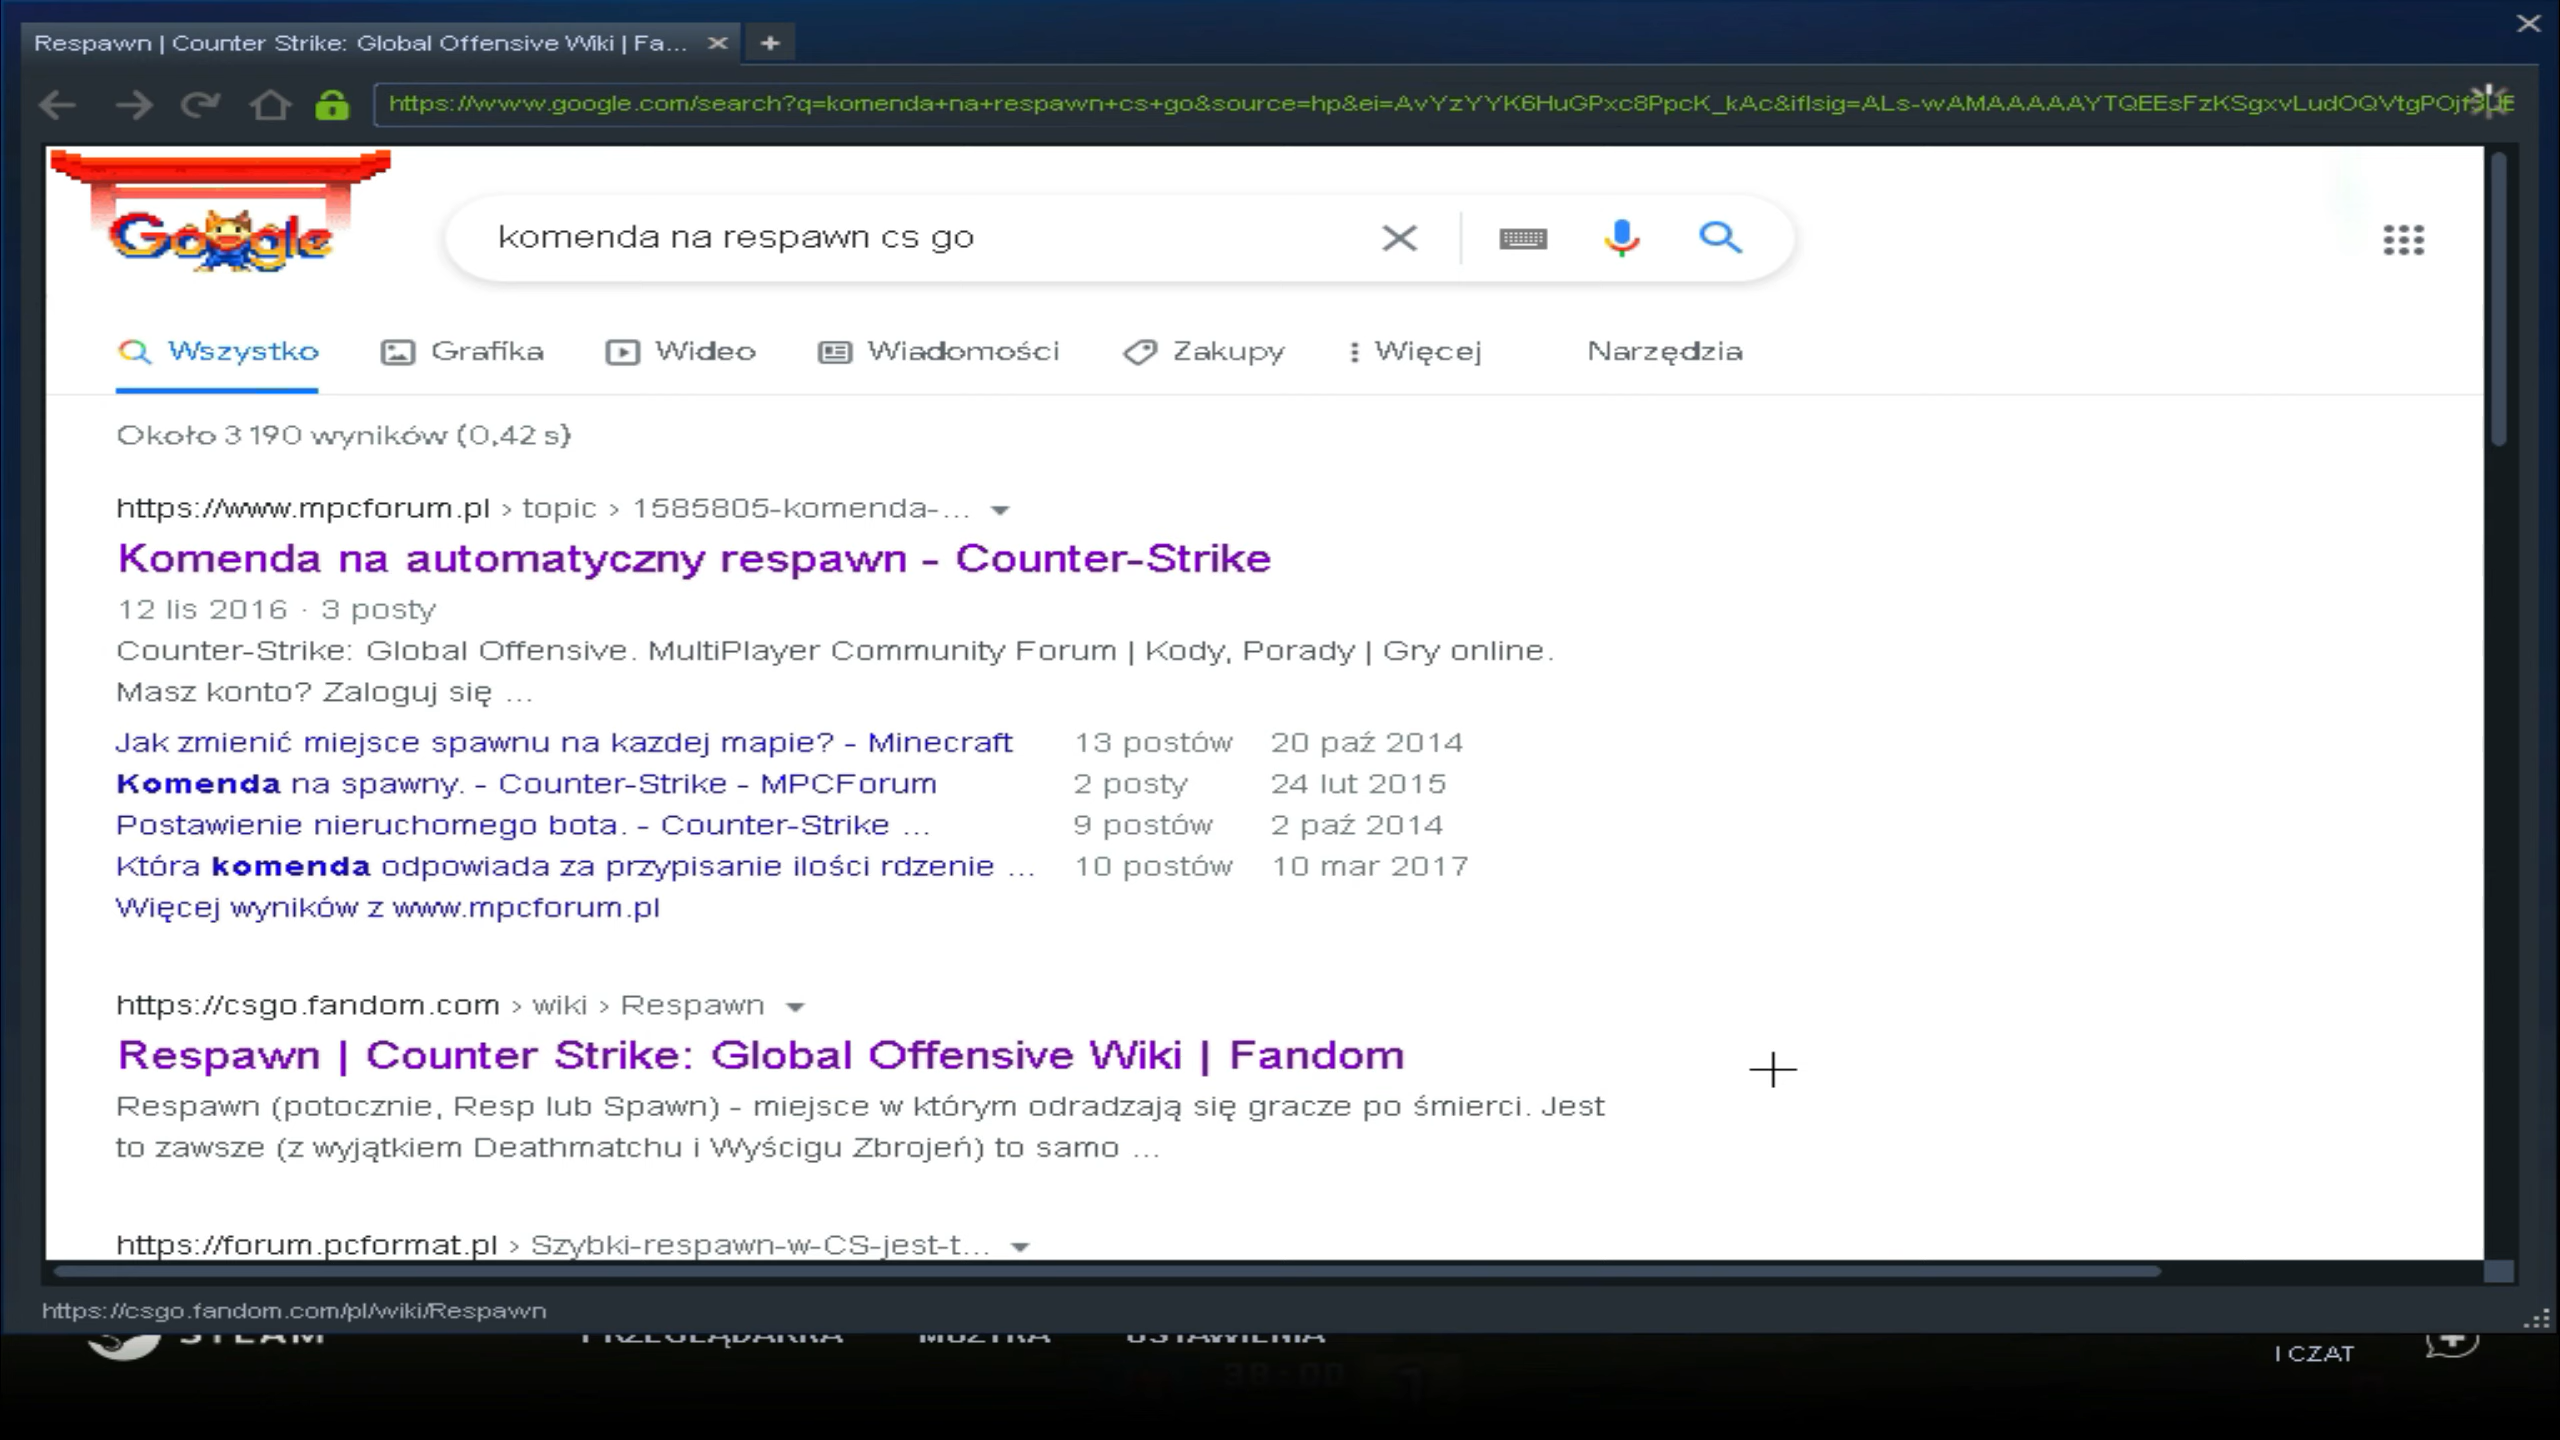 Respawn | Counter Strike: Global Offensive Wiki | Fa...
https://www.google.com/search?q=komenda+na+respawn+cs+go&source=hp&ei=AvYzYYK6HuGPxc8PpcK_kAc&iflsig=ALs-wAMAAAAAYTQEEsFzKSgxvLudOQVtgPOjf
Google
komenda na respawn cs go
Wszystko Grafika Wideo Wiadomości Zakupy Więcej Narzędzia
Około 3 190 wyników (0,42 s)
https://www.mpcforum.pl › topic › 1585805-komenda-...
Komenda na automatyczny respawn - Counter-Strike
12 lis 2016 · 3 posty
Counter-Strike: Global Offensive. MultiPlayer Community Forum | Kody, Porady | Gry online.
Masz konto? Zaloguj się ...
Jak zmienić miejsce spawnu na kazdej mapie? - Minecraft 13 postów 20 paź 2014
Komenda na spawny. - Counter-Strike - MPCForum 2 posty 24 lut 2015
Postawienie nieruchomego bota. - Counter-Strike ... 9 postów 2 paź 2014
Która komenda odpowiada za przypisanie ilości rdzenie ... 10 postów 10 mar 2017
Więcej wyników z www.mpcforum.pl
https://csgo.fandom.com › wiki › Respawn
Respawn | Counter Strike: Global Offensive Wiki | Fandom
Respawn (potocznie, Resp lub Spawn) - miejsce w którym odradzają się gracze po śmierci. Jest
to zawsze (z wyjątkiem Deathmatchu i Wyścigu Zbrojeń) to samo ...
https://forum.pcformat.pl › Szybki-respawn-w-CS-jest-t...
https://csgo.fandom.com/pl/wiki/Respawn
STEAM PRZEGLĄDARKA MUZYKA USTAWIENIA
I CZAT